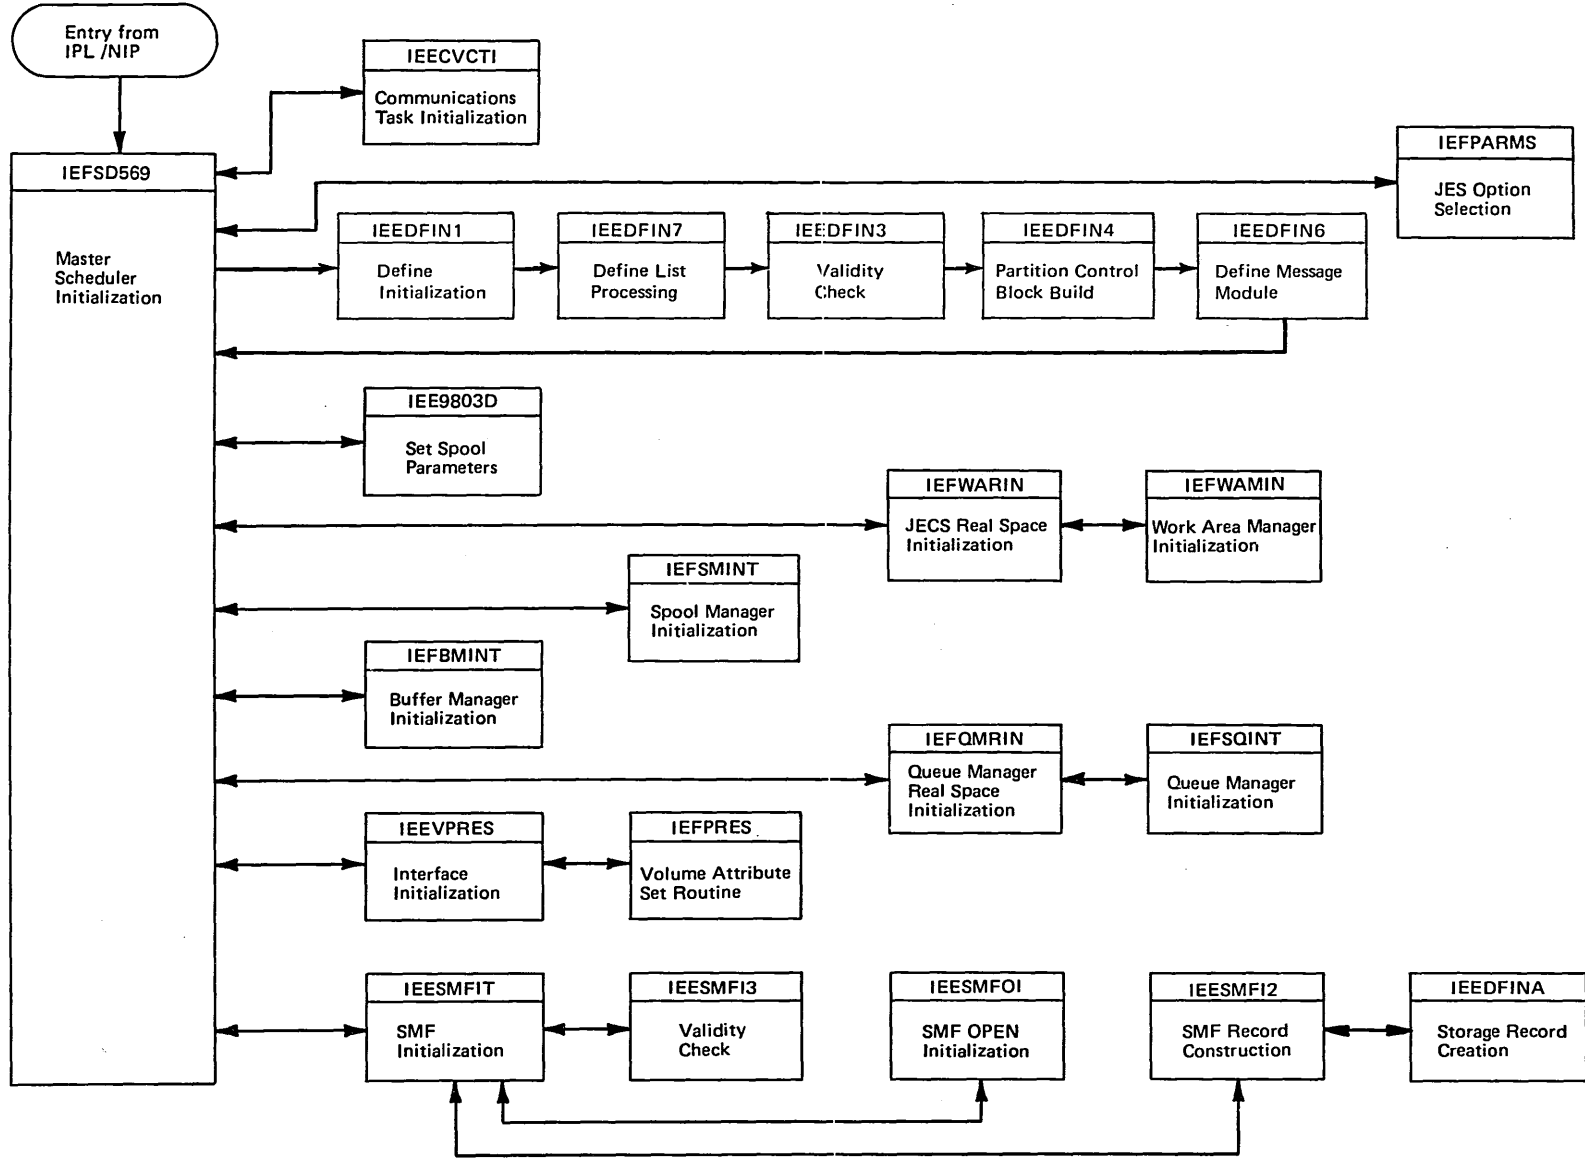 Entry from
IPL /NIP
IEECVCTI
Communications
Task Initialization
IEFPARMS
JES Option
Selection
IEFSD569
Master
Scheduler
Initialization
IEEDFIN1
Define
Initialization
IEEDFIN7
Define List
Processing
IEEDFIN3
Validity
Check
IEEDFIN4
Partition Control
Block Build
IEEDFIN6
Define Message
Module
IEE9803D
Set Spool
Parameters
IEFWARIN
JECS Real Space
Initialization
IEFWAMIN
Work Area Manager
Initialization
IEFSMINT
Spool Manager
Initialization
IEFBMINT
Buffer Manager
Initialization
IEFQMRIN
Queue Manager
Real Space
Initialization
IEFSQINT
Queue Manager
Initialization
IEEVPRES
Interface
Initialization
IEFPRES
Volume Attribute
Set Routine
IEESMFIT
SMF
Initialization
IEESMFI3
Validity
Check
IEESMFOI
SMF OPEN
Initialization
IEESMFI2
SMF Record
Construction
IEEDFINA
Storage Record
Creation